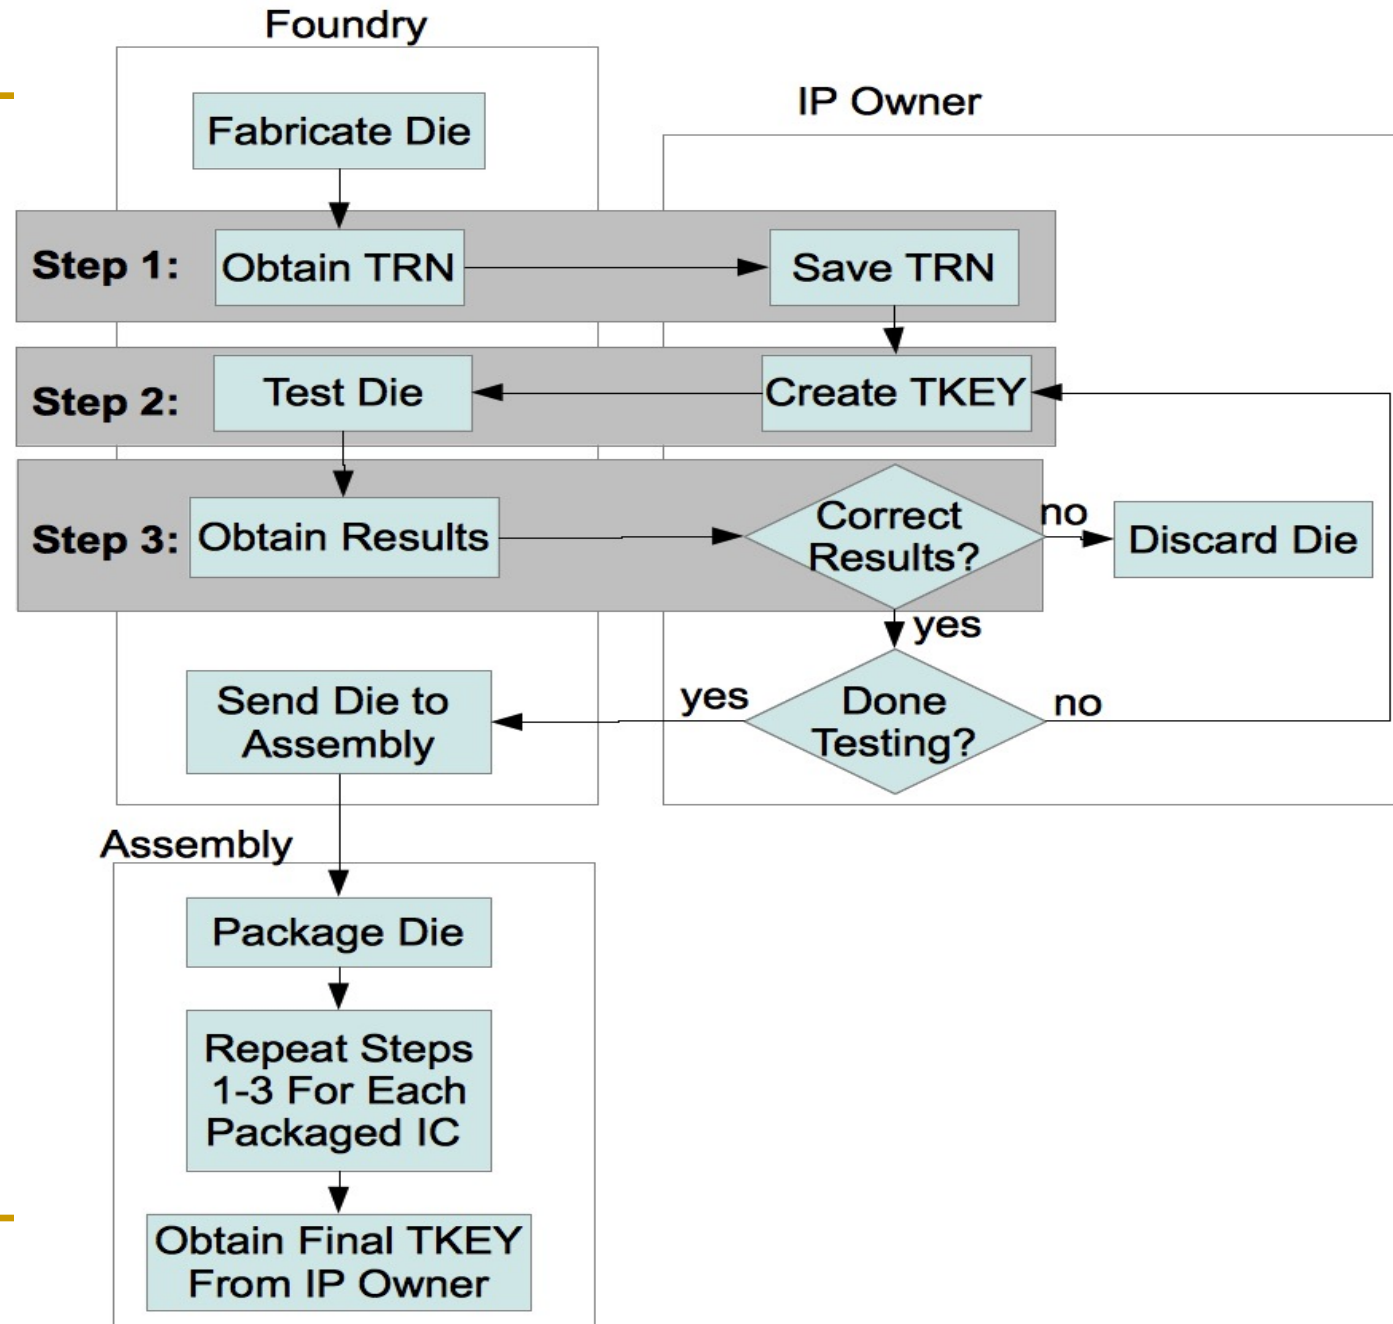 Foundry
IP Owner
Fabricate Die
Step 1:
Obtain TRN
Save TRN
Step 2:
Test Die
Create TKEY
Step 3:
Obtain Results
Correct
Results?
no
Discard Die
yes
Send Die to
Assembly
yes
Done
Testing?
no
Assembly
Package Die
Repeat Steps
1-3 For Each
Packaged IC
Obtain Final TKEY
From IP Owner